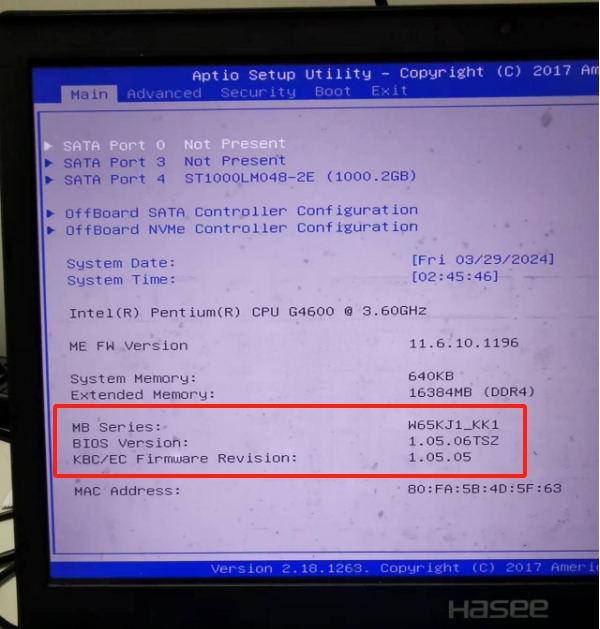 Aptio Setup Utility – Copyright (C) 2017 Am
Main Advanced Security Boot Exit
▶ SATA Port 0 Not Present
▶ SATA Port 3 Not Present
▶ SATA Port 4 ST1000LM048-2E (1000.2GB)
▶ OffBoard SATA Controller Configuration
▶ OffBoard NVMe Controller Configuration
System Date: [Fri 03/29/2024]
System Time: [02:45:46]
Intel(R) Pentium(R) CPU G4600 @ 3.60GHz
ME FW Version 11.6.10.1196
System Memory: 640KB
Extended Memory: 16384MB (DDR4)
MB Series: W65KJ1_KK1
BIOS Version: 1.05.06TSZ
KBC/EC Firmware Revision: 1.05.05
MAC Address: 80:FA:5B:4D:5F:63
Version 2.18.1263. Copyright (C) 2017 Ameri
Hasee